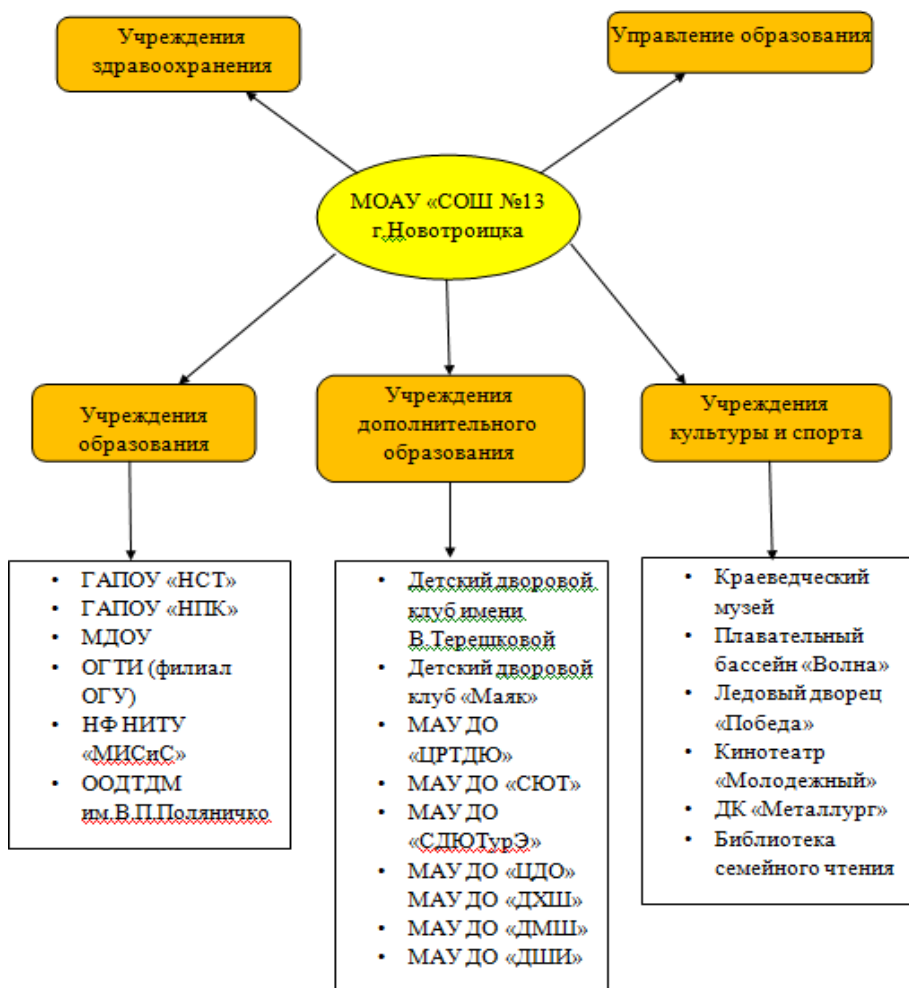 Учреждения
здравоохранения
Управление образования
МОАУ «СОШ №13
г.Новотроицка
Учреждения
образования
Учреждения
дополнительного
образования
Учреждения
культуры и спорта
• ГАПОУ «НСТ»
• ГАПОУ «НПК»
• МДОУ
• ОГТИ (филиал
ОГУ)
• НФ НИТУ
«МИСиС»
• ООДТДМ
им.В.П.Поляничко
• Детский дворовой
клуб имени
В.Терешковой
• Детский дворовой
клуб «Маяк»
• МАУ ДО
«ЦРТДЮ»
• МАУ ДО «СЮТ»
• МАУ ДО
«СДЮТурЭ»
• МАУ ДО «ЦДО»
МАУ ДО «ДХШ»
• МАУ ДО «ДМШ»
• МАУ ДО «ДШИ»
• Краеведческий
музей
• Плавательный
бассейн «Волна»
• Ледовый дворец
«Победа»
• Кинотеатр
«Молодежный»
• ДК «Металлург»
• Библиотека
семейного чтения